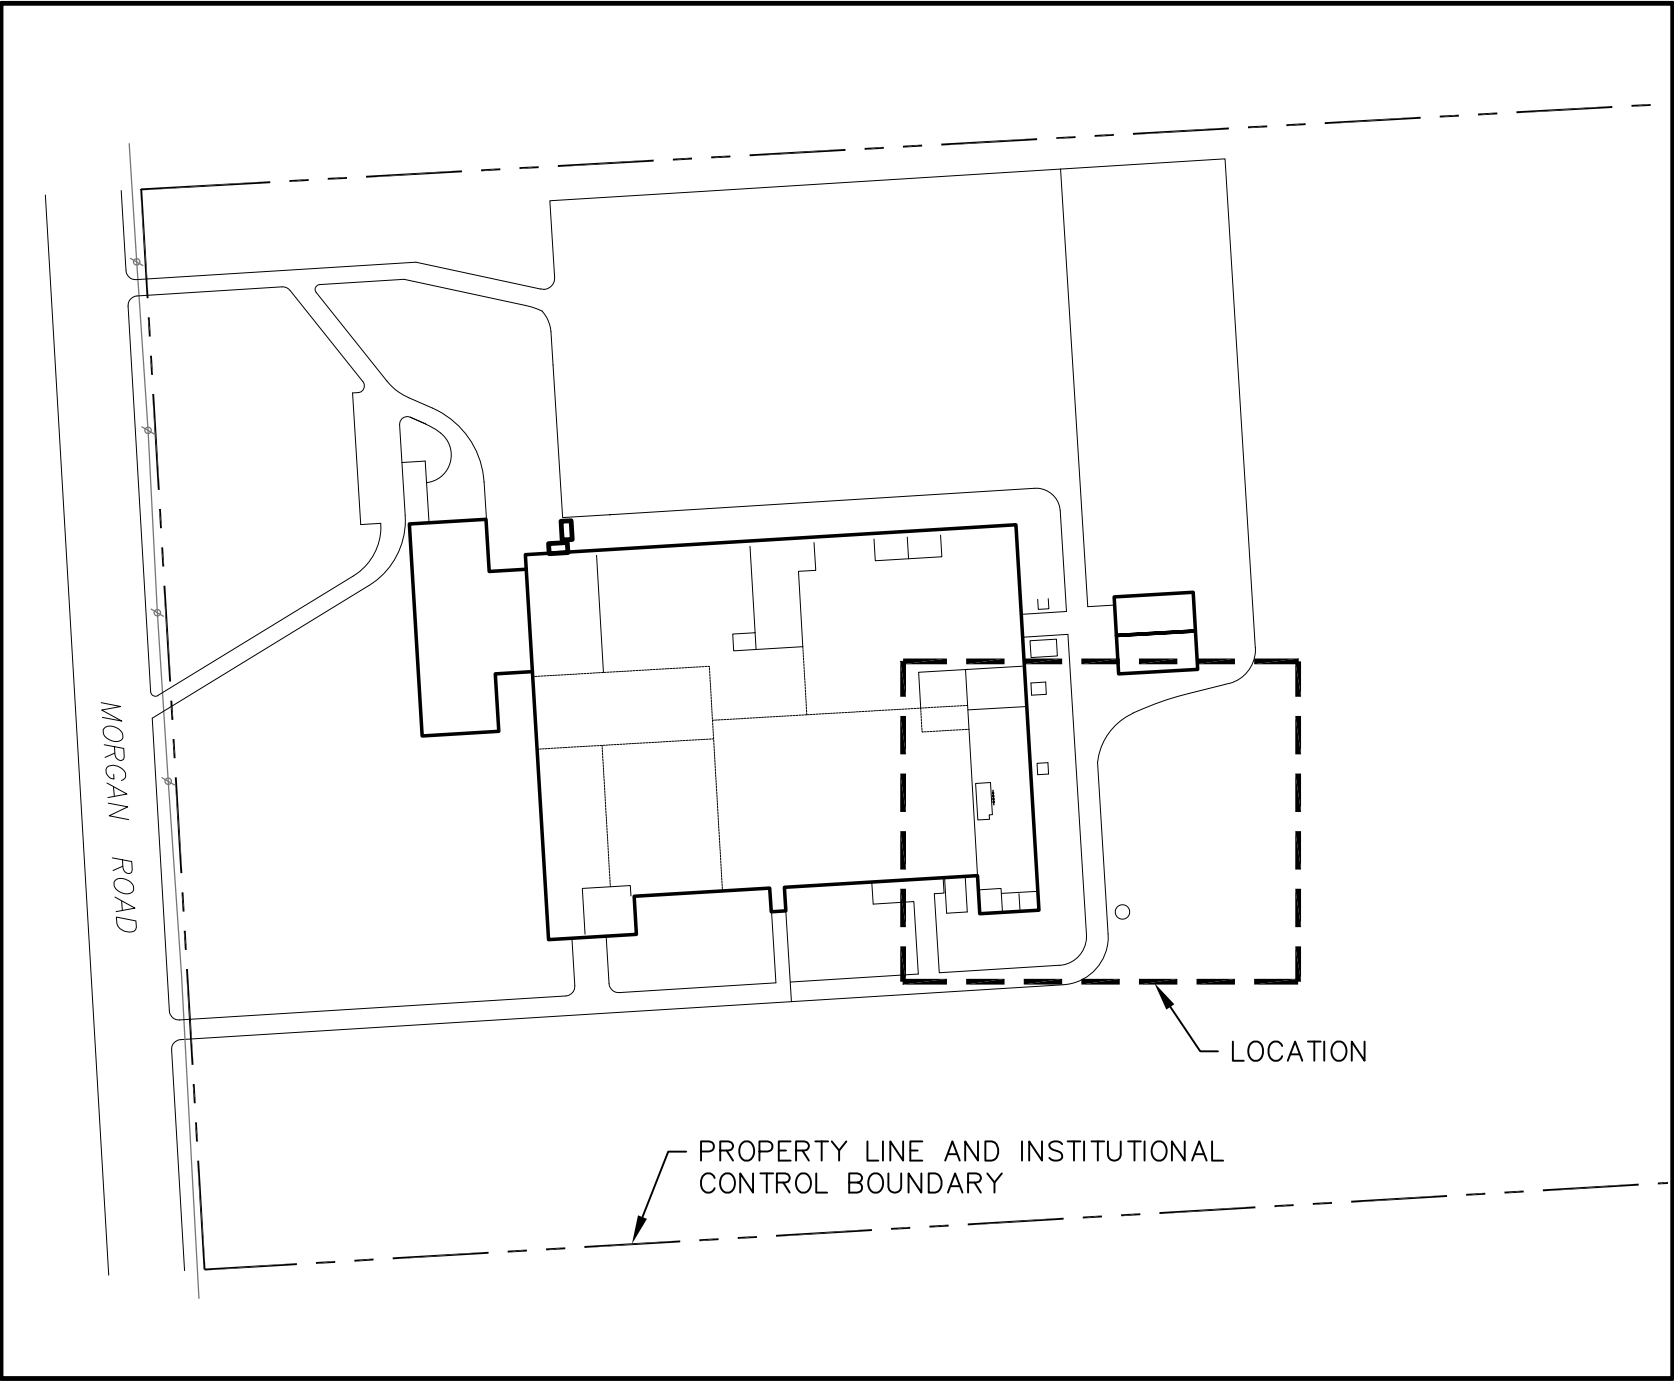 MORGAN ROAD
LOCATION
PROPERTY LINE AND INSTITUTIONAL
CONTROL BOUNDARY